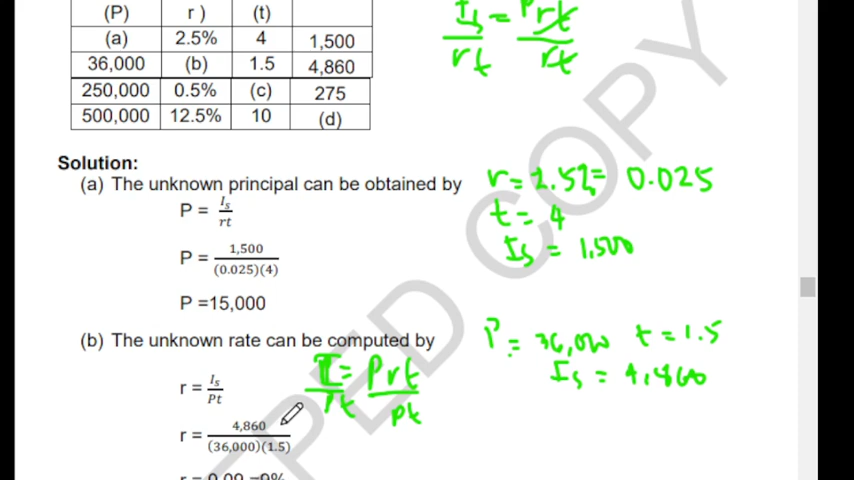 (P) r ) (t)
(a) 2.5% 4 1,500
36,000 (b) 1.5 4,860
250,000 0.5% (c) 275
500,000 12.5% 10 (d)
Is = Prt
rt rt
Solution:
(a) The unknown principal can be obtained by
P = Is/rt
P = 1,500/(0.025)(4)
P =15,000
r = 2.5% = 0.025
t = 4
Is = 1,500
(b) The unknown rate can be computed by
r = Is/Pt
r = 4,860/(36,000)(1.5)
r = 0.09 =9%
I = Prt
Pt Pt
P = 36,000 t = 1.5
Is = 4,860
COPY